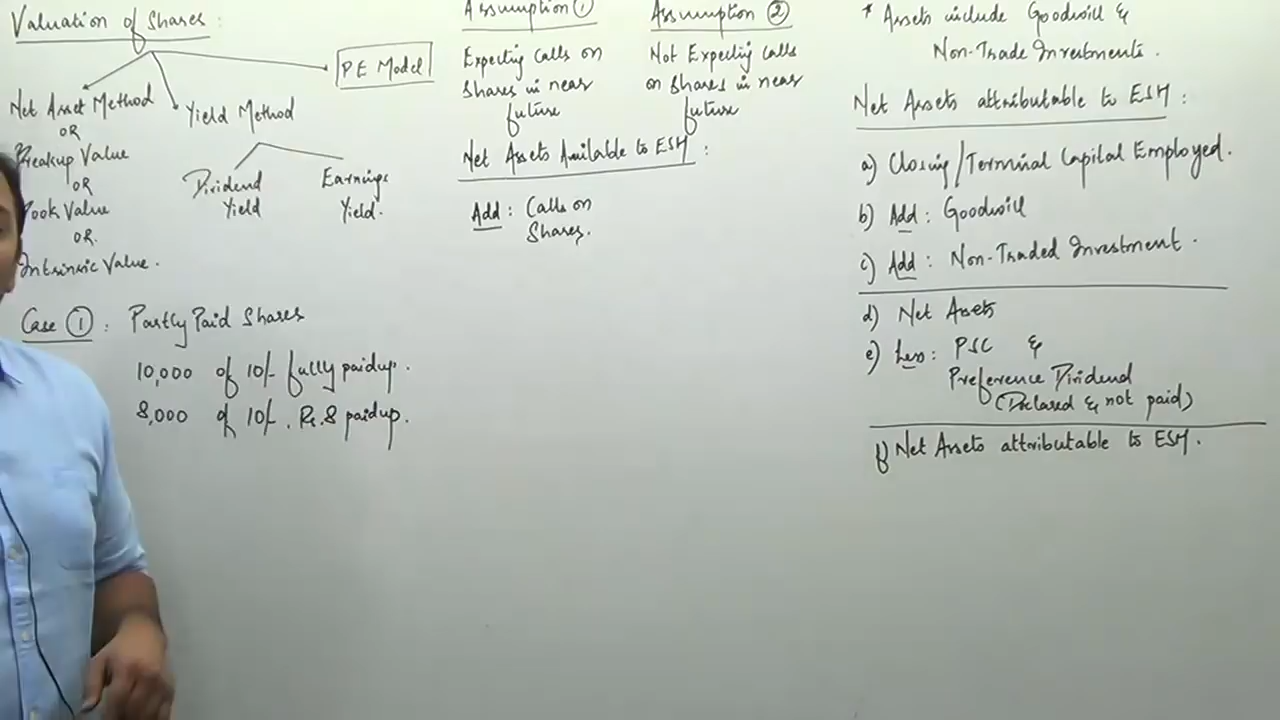 Valuation of Shares :
PE Model
Net Asset Method
OR
Breakup Value
OR
Book Value
OR
Intrinsic Value.
Yield Method
Dividend
Yield
Earnings
Yield.
Case ① : Partly Paid Shares
10,000 of 10/- fully paidup.
8,000 of 10/-. Rs.8 paidup.
Assumption ①
Expecting Calls on
Shares in near
future
Assumption ②
Not Expecting Calls
on Shares in near
future
Net Assets Available to ESH :
Add : Calls on
Shares.
* Assets include Goodwill &
Non-Trade Investments.
Net Assets attributable to ESH :
a) Closing/Terminal Capital Employed.
b) Add : Goodwill
c) Add : Non-Traded Investment.
d) Net Assets
e) Less : PSC &
Preference Dividend
(Declared & not paid)
f) Net Assets attributable to ESH.